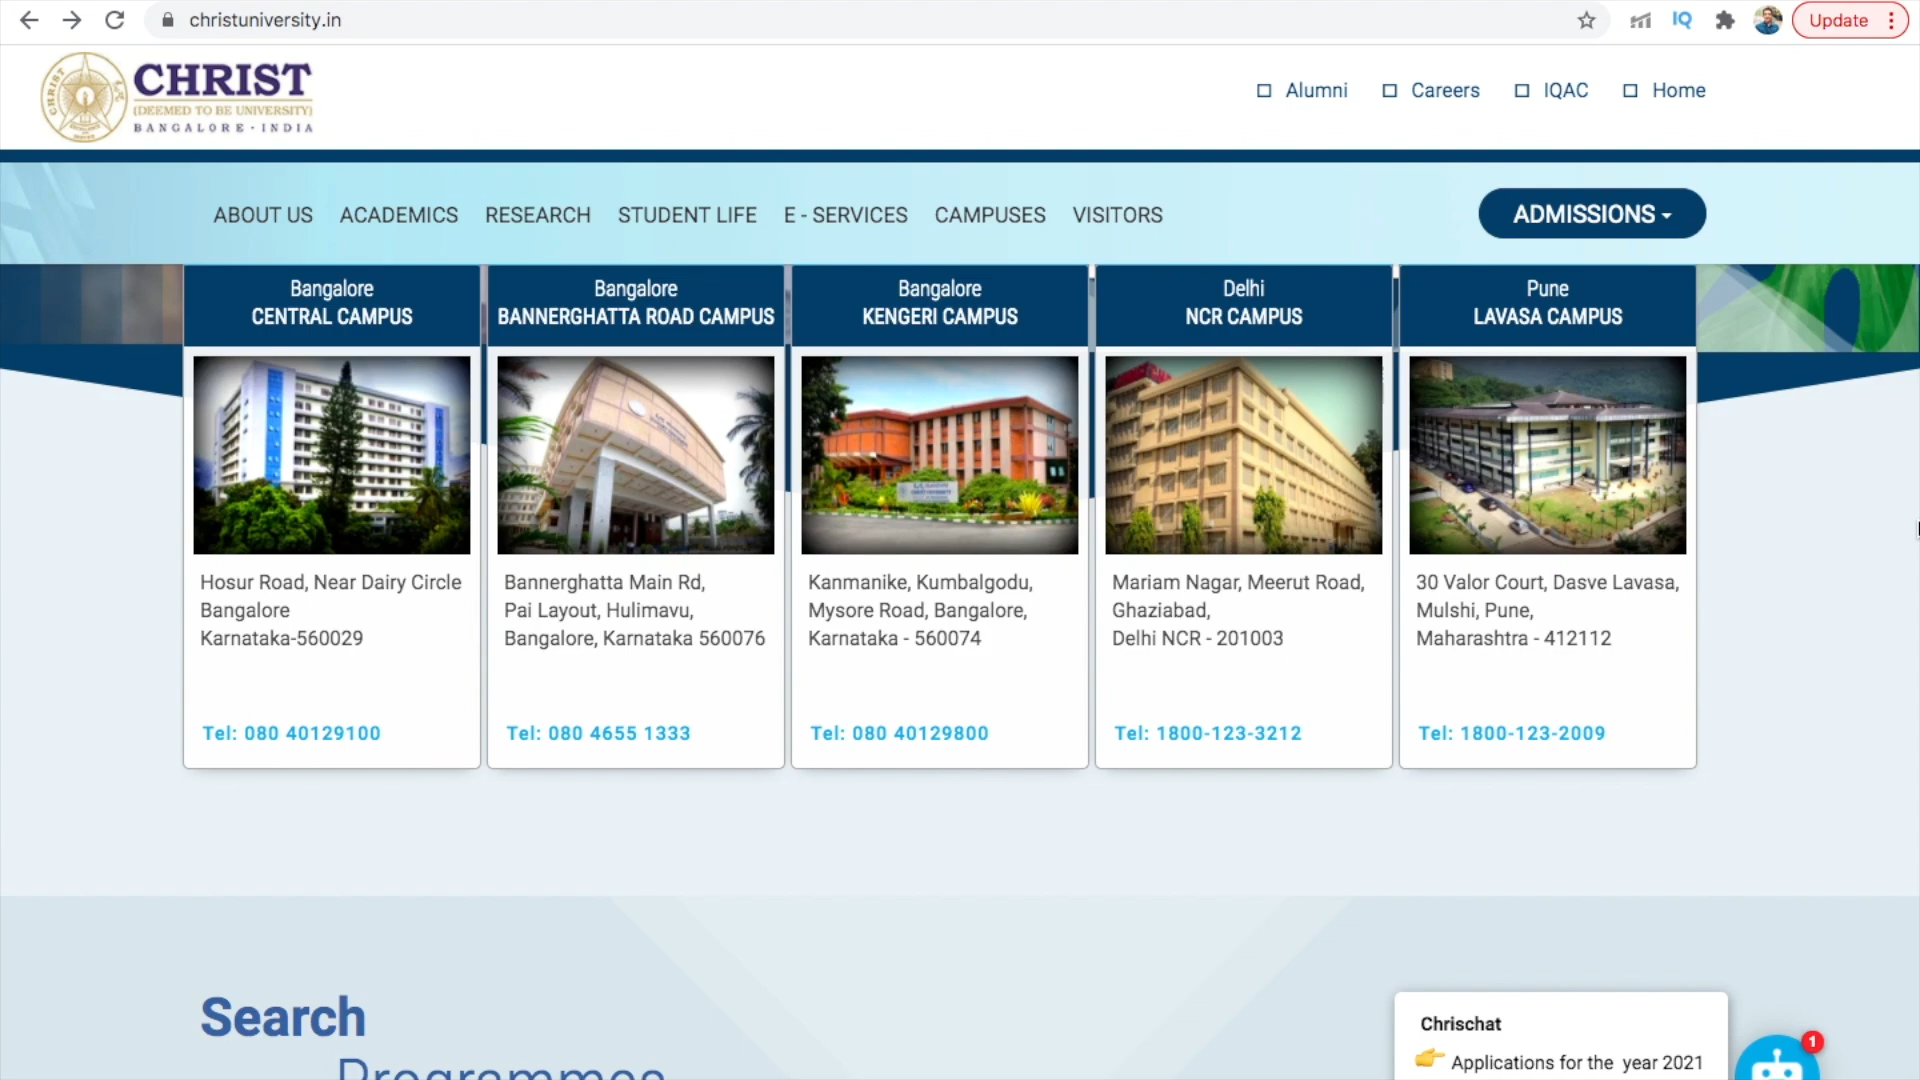 christuniversity.in
IQ
Update
CHRIST
(DEEMED TO BE UNIVERSITY)
BANGALORE · INDIA
Alumni
Careers
IQAC
Home
ABOUT US
ACADEMICS
RESEARCH
STUDENT LIFE
E - SERVICES
CAMPUSES
VISITORS
ADMISSIONS
Bangalore
CENTRAL CAMPUS
Hosur Road, Near Dairy Circle
Bangalore
Karnataka-560029
Tel: 080 40129100
Bangalore
BANNERGHATTA ROAD CAMPUS
Bannerghatta Main Rd,
Pai Layout, Hulimavu,
Bangalore, Karnataka 560076
Tel: 080 4655 1333
Bangalore
KENGERI CAMPUS
Kanmanike, Kumbalgodu,
Mysore Road, Bangalore,
Karnataka - 560074
Tel: 080 40129800
Delhi
NCR CAMPUS
Mariam Nagar, Meerut Road,
Ghaziabad,
Delhi NCR - 201003
Tel: 1800-123-3212
Pune
LAVASA CAMPUS
30 Valor Court, Dasve Lavasa,
Mulshi, Pune,
Maharashtra - 412112
Tel: 1800-123-2009
Search
Programmes
Chrischat
Applications for the year 2021
1